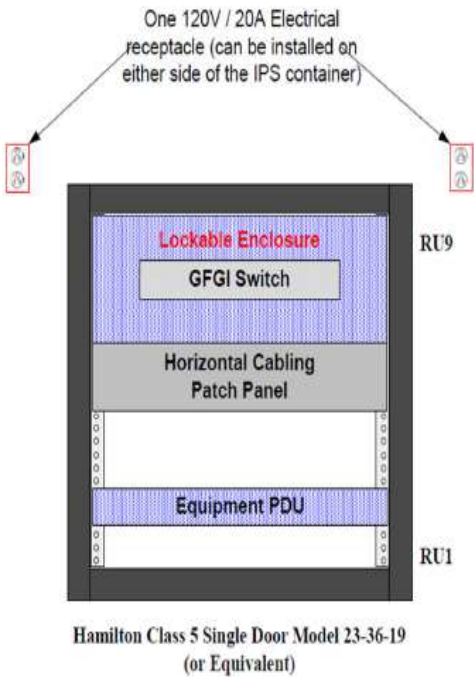 One 120V / 20A Electrical
receptacle (can be installed on
either side of the IPS container)
Lockable Enclosure
RU9
GFGI Switch
Horizontal Cabling
Patch Panel
Equipment PDU
RU1
Hamilton Class 5 Single Door Model 23-36-19
(or Equivalent)